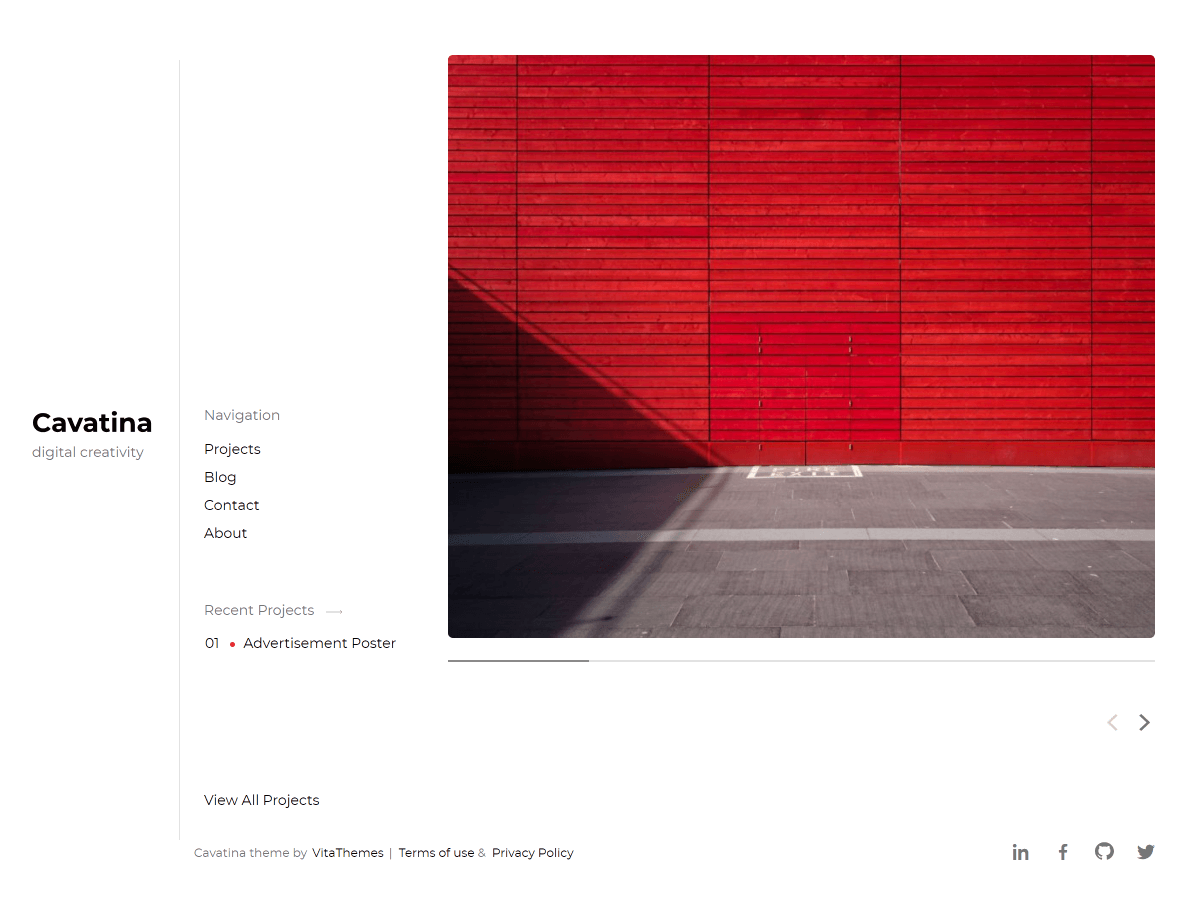 Cavatina
digital creativity
Navigation
Projects
Blog
Contact
About
Recent Projects
01 • Advertisement Poster
View All Projects
FIRE
EXIT
Cavatina theme by VitaThemes | Terms of use & Privacy Policy